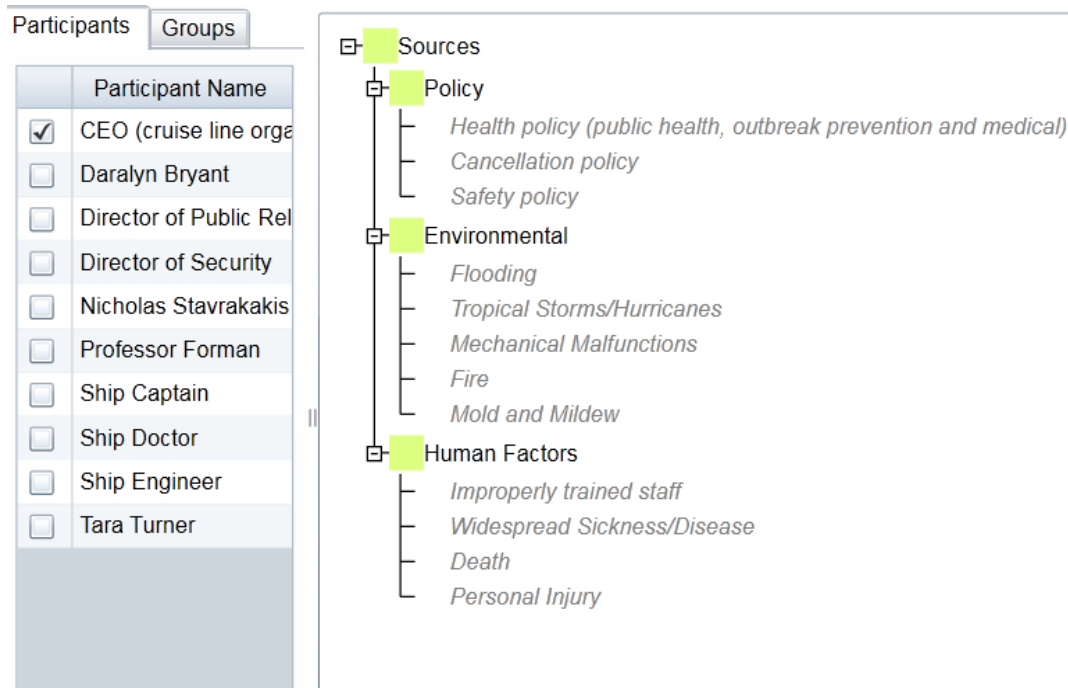 Participants
Groups
Participant Name
CEO (cruise line orga
Daralyn Bryant
Director of Public Rel
Director of Security
Nicholas Stavrakakis
Professor Forman
Ship Captain
Ship Doctor
Ship Engineer
Tara Turner
Sources
Policy
Health policy (public health, outbreak prevention and medical)
Cancellation policy
Safety policy
Environmental
Flooding
Tropical Storms/Hurricanes
Mechanical Malfunctions
Fire
Mold and Mildew
Human Factors
Improperly trained staff
Widespread Sickness/Disease
Death
Personal Injury